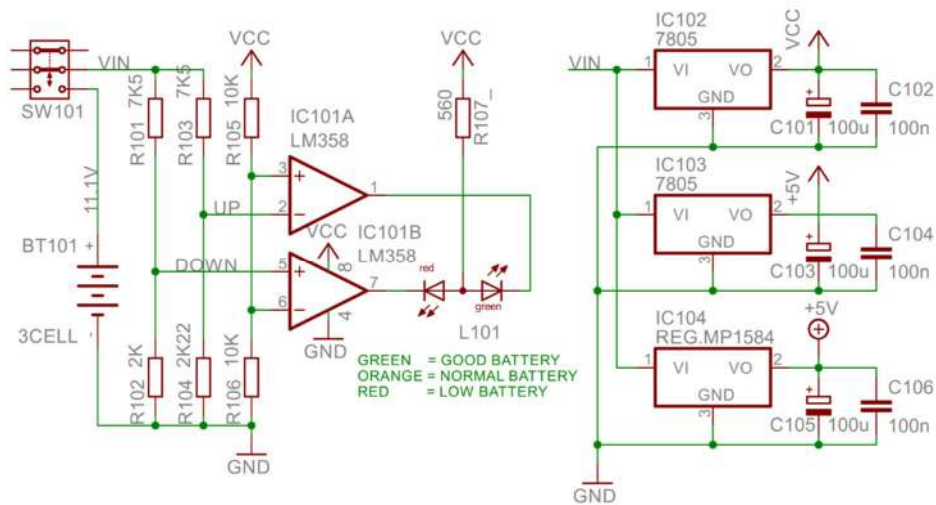 SW101
VIN
11.1V
BT101
+
3CELL
-
R101
7K5
R103
7K5
VCC
R105
10K
UP
DOWN
R102
2K
R104
2K22
R106
10K
GND
IC101A
LM358
3
+
2
-
1
IC101B
LM358
VCC
8
5
+
6
-
7
4
GND
VCC
560
R107_
red
green
L101
GREEN = GOOD BATTERY
ORANGE = NORMAL BATTERY
RED = LOW BATTERY
VIN
IC102
7805
1
VI
VO
2
GND
3
VCC
+
C101
100u
C102
100n
IC103
7805
1
VI
VO
2
GND
3
+5V
+
C103
100u
C104
100n
IC104
REG.MP1584
1
VI
VO
2
GND
3
+5V
+
C105
100u
C106
100n
GND